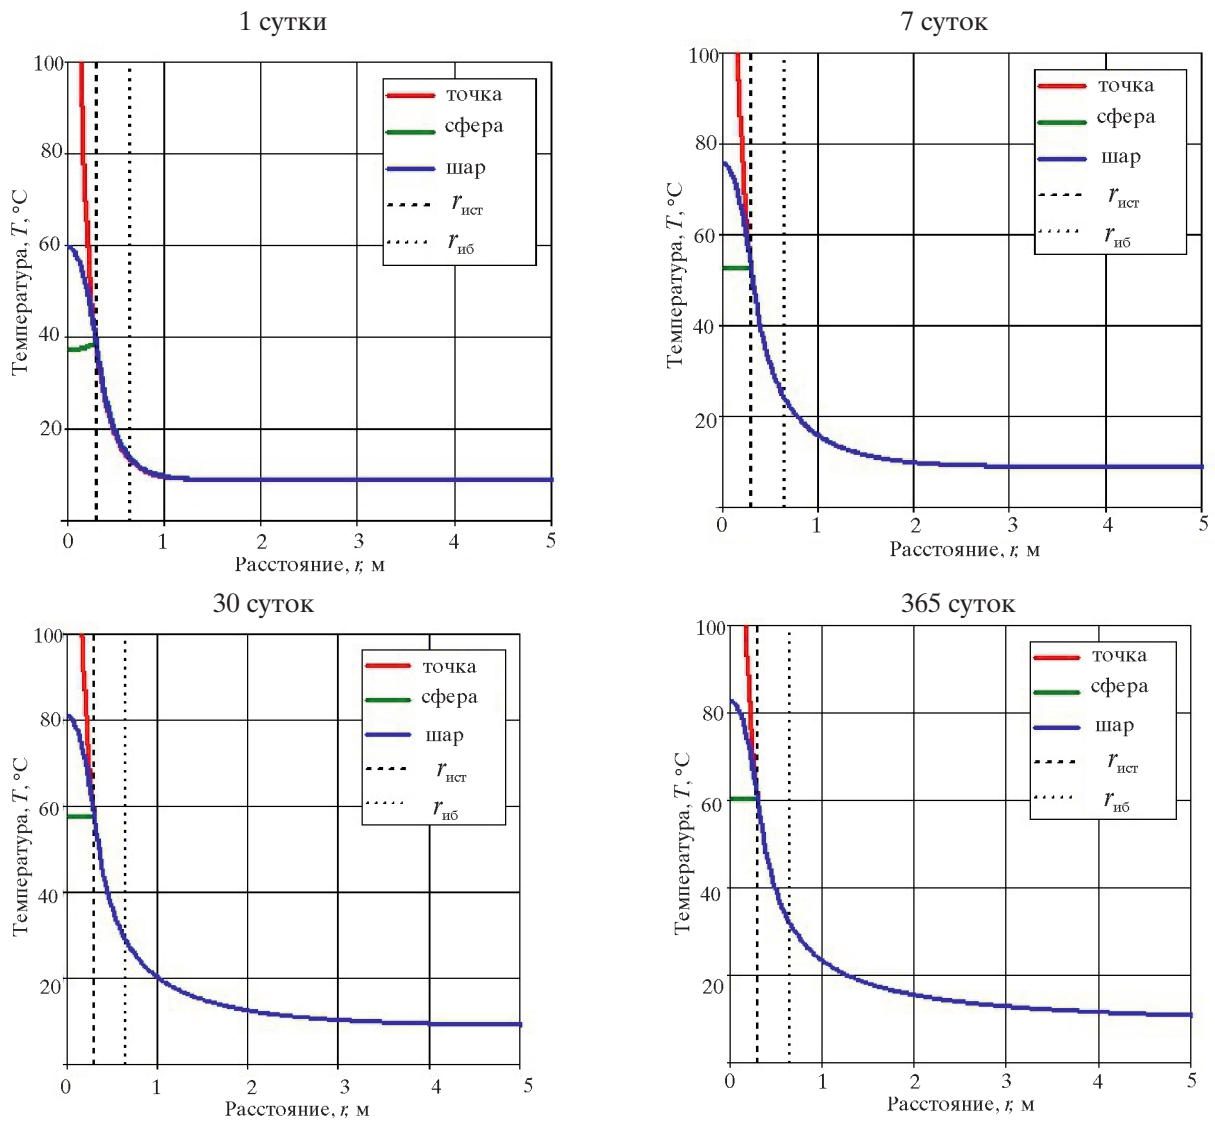 1 сутки
100
80
60
40
20
0 1 2 3 4 5
Температура, T, °C
Расстояние, r, м
точка
сфера
шар
rист
rиб
7 суток
100
80
60
40
20
0 1 2 3 4 5
Температура, T, °C
Расстояние, r, м
точка
сфера
шар
rист
rиб
30 суток
100
80
60
40
20
0 1 2 3 4 5
Температура, T, °C
Расстояние, r, м
точка
сфера
шар
rист
rиб
365 суток
100
80
60
40
20
0 1 2 3 4 5
Температура, T, °C
Расстояние, r, м
точка
сфера
шар
rист
rиб